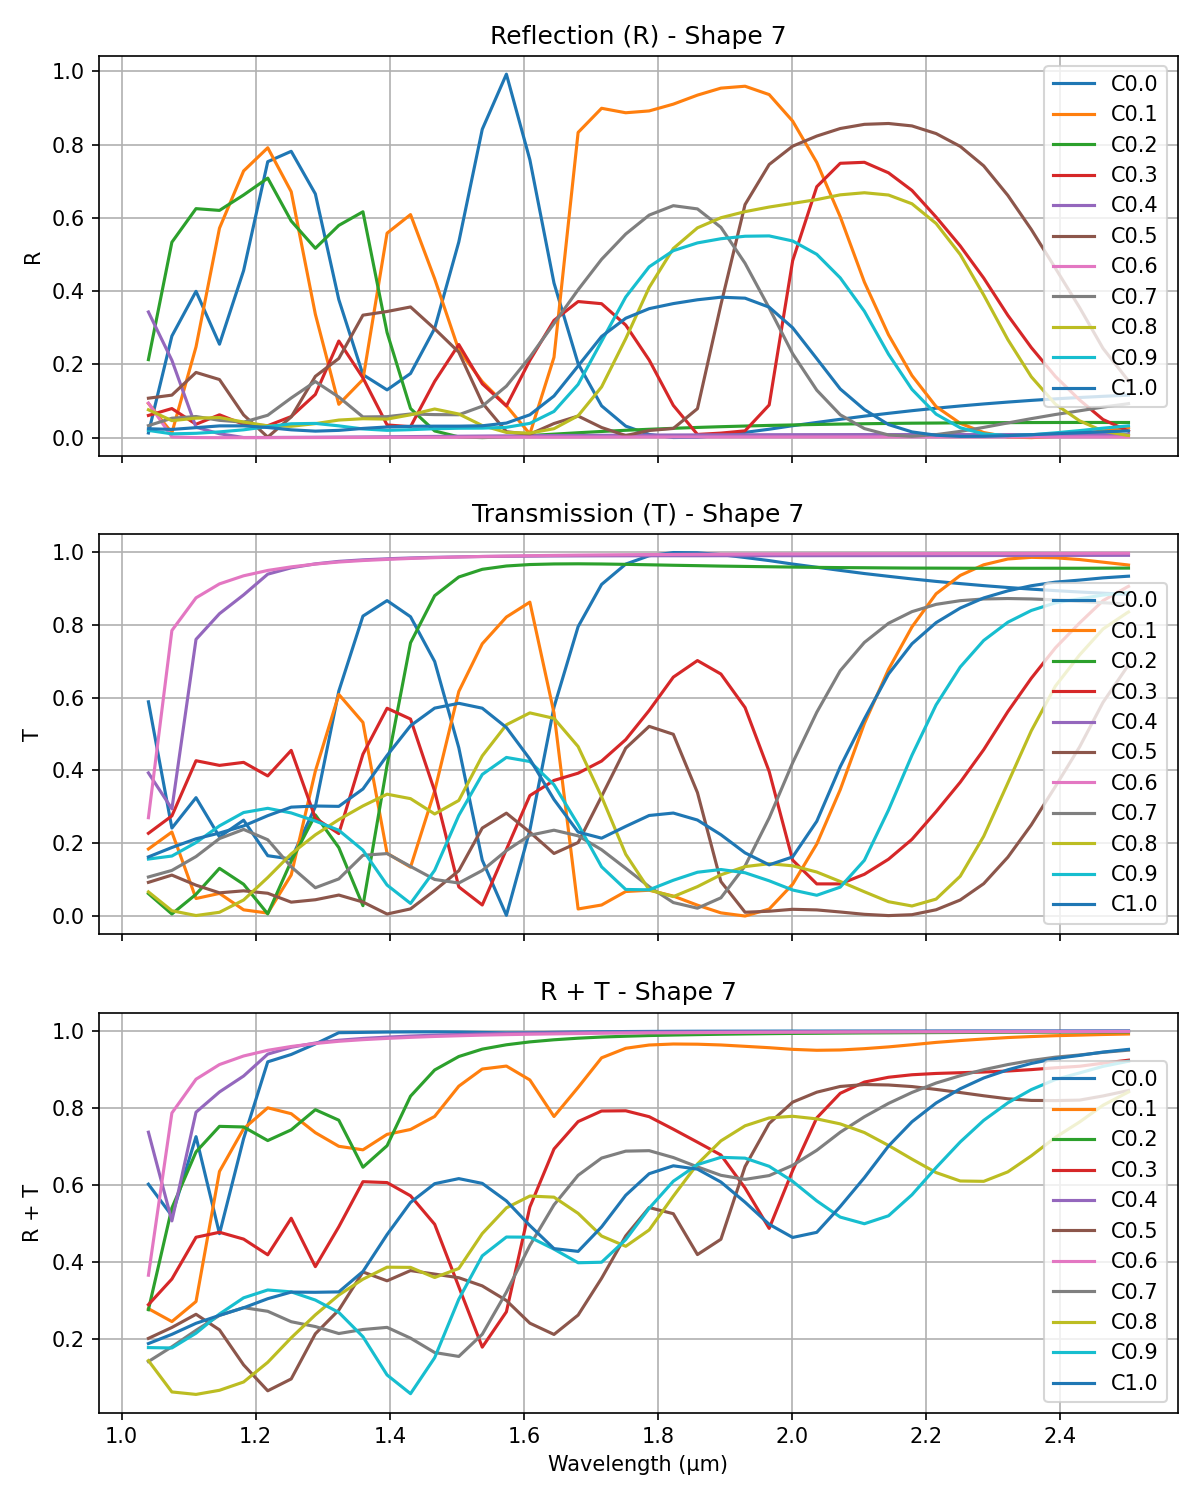 Reflection (R) - Shape 7
1.0
0.8
0.6
0.4
0.2
0.0
R
C0.0
C0.1
C0.2
C0.3
C0.4
C0.5
C0.6
C0.7
C0.8
C0.9
C1.0
Transmission (T) - Shape 7
1.0
0.8
0.6
0.4
0.2
0.0
T
C0.0
C0.1
C0.2
C0.3
C0.4
C0.5
C0.6
C0.7
C0.8
C0.9
C1.0
R + T - Shape 7
1.0
0.8
0.6
0.4
0.2
R + T
C0.0
C0.1
C0.2
C0.3
C0.4
C0.5
C0.6
C0.7
C0.8
C0.9
C1.0
1.0 1.2 1.4 1.6 1.8 2.0 2.2 2.4
Wavelength (μm)